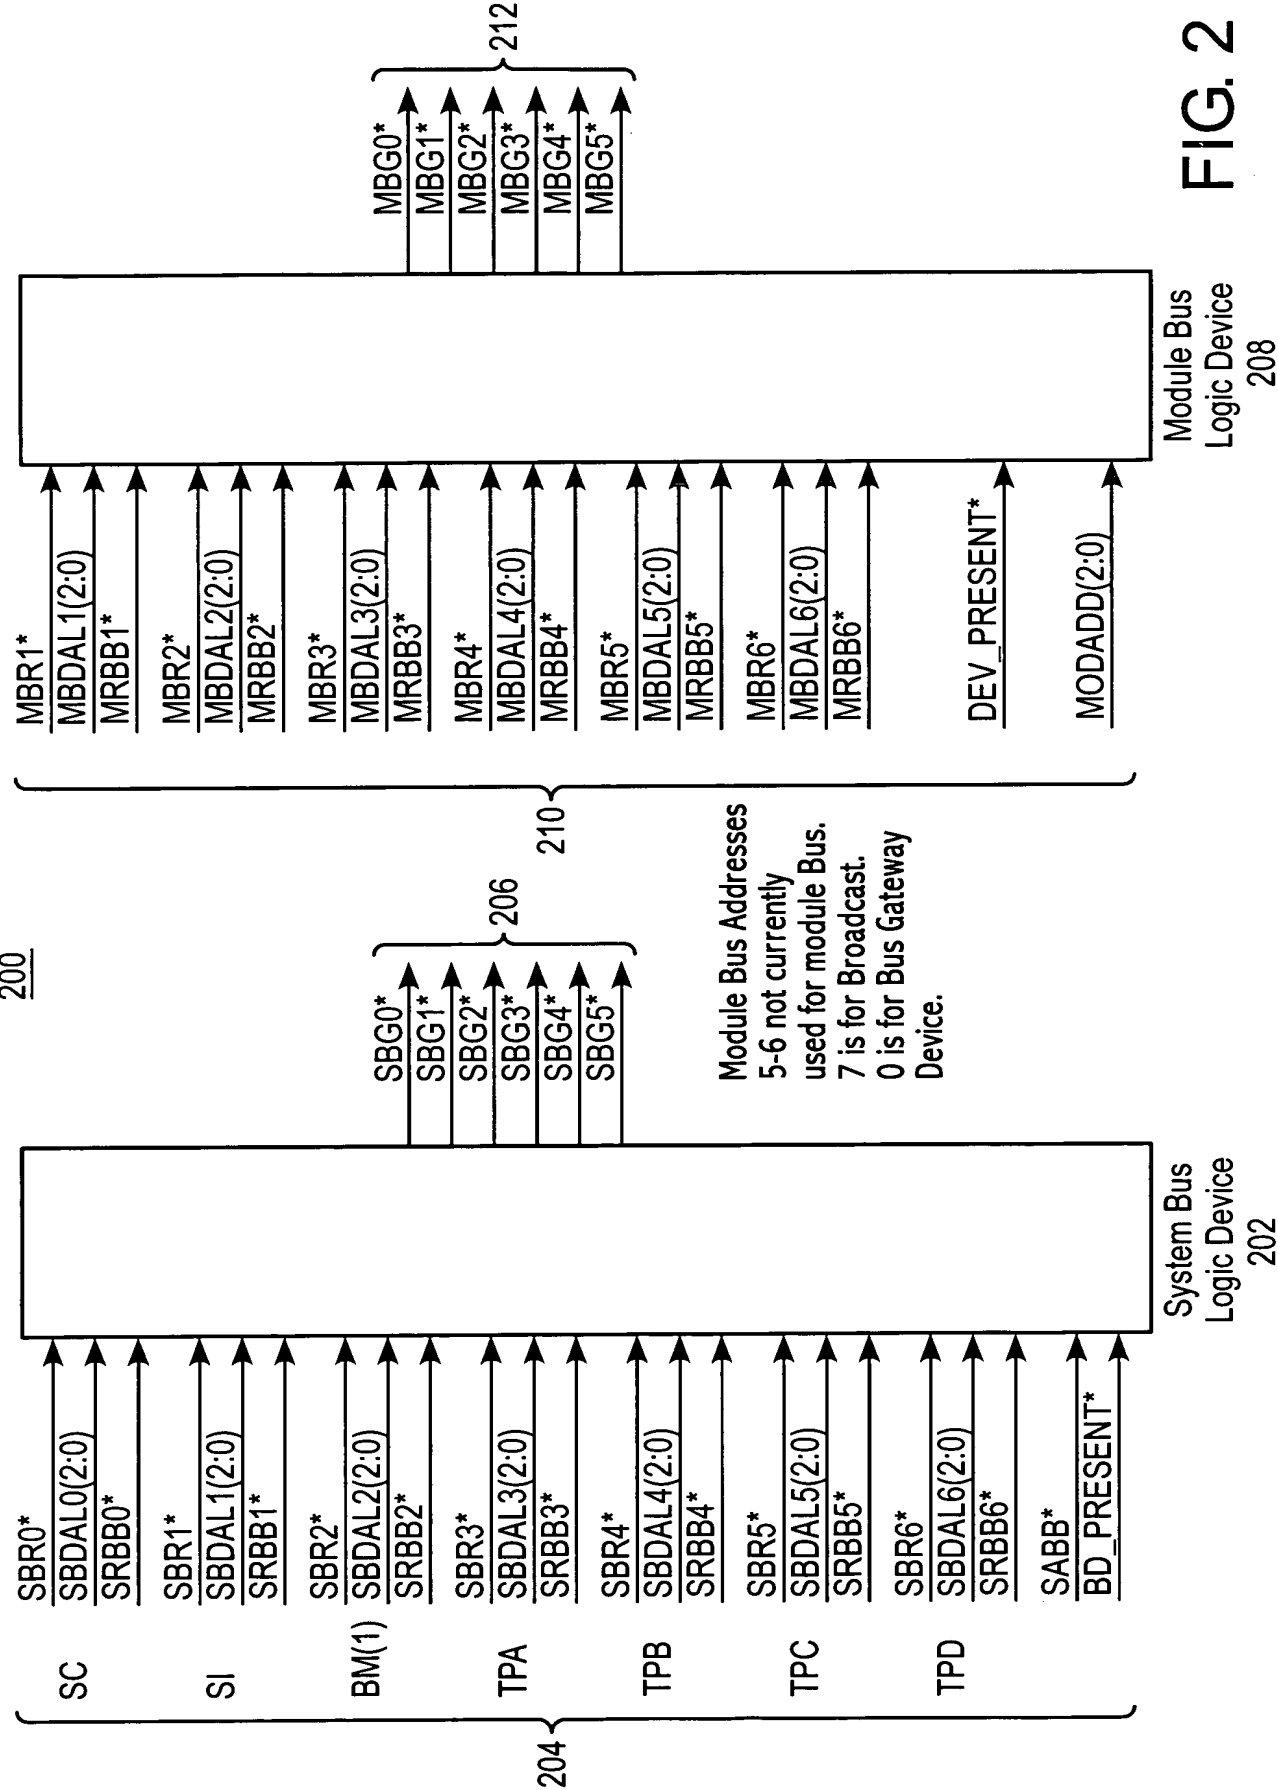 200
SC
SBR0*
SBDAL0(2:0)
SRBB0*
SI
SBR1*
SBDAL1(2:0)
SRBB1*
BM(1)
SBR2*
SBDAL2(2:0)
SRBB2*
TPA
SBR3*
SBDAL3(2:0)
SRBB3*
TPB
SBR4*
SBDAL4(2:0)
SRBB4*
TPC
SBR5*
SBDAL5(2:0)
SRBB5*
TPD
SBR6*
SBDAL6(2:0)
SRBB6*
SABB*
BD_PRESENT*
204
SBG0*
SBG1*
SBG2*
SBG3*
SBG4*
SBG5*
206
System Bus
Logic Device
202
Module Bus Addresses
5-6 not currently
used for module Bus.
7 is for Broadcast.
0 is for Bus Gateway
Device.
MBR1*
MBDAL1(2:0)
MRBB1*
MBR2*
MBDAL2(2:0)
MRBB2*
MBR3*
MBDAL3(2:0)
MRBB3*
MBR4*
MBDAL4(2:0)
MRBB4*
MBR5*
MBDAL5(2:0)
MRBB5*
MBR6*
MBDAL6(2:0)
MRBB6*
DEV_PRESENT*
MODADD(2:0)
210
MBG0*
MBG1*
MBG2*
MBG3*
MBG4*
MBG5*
212
Module Bus
Logic Device
208
FIG. 2